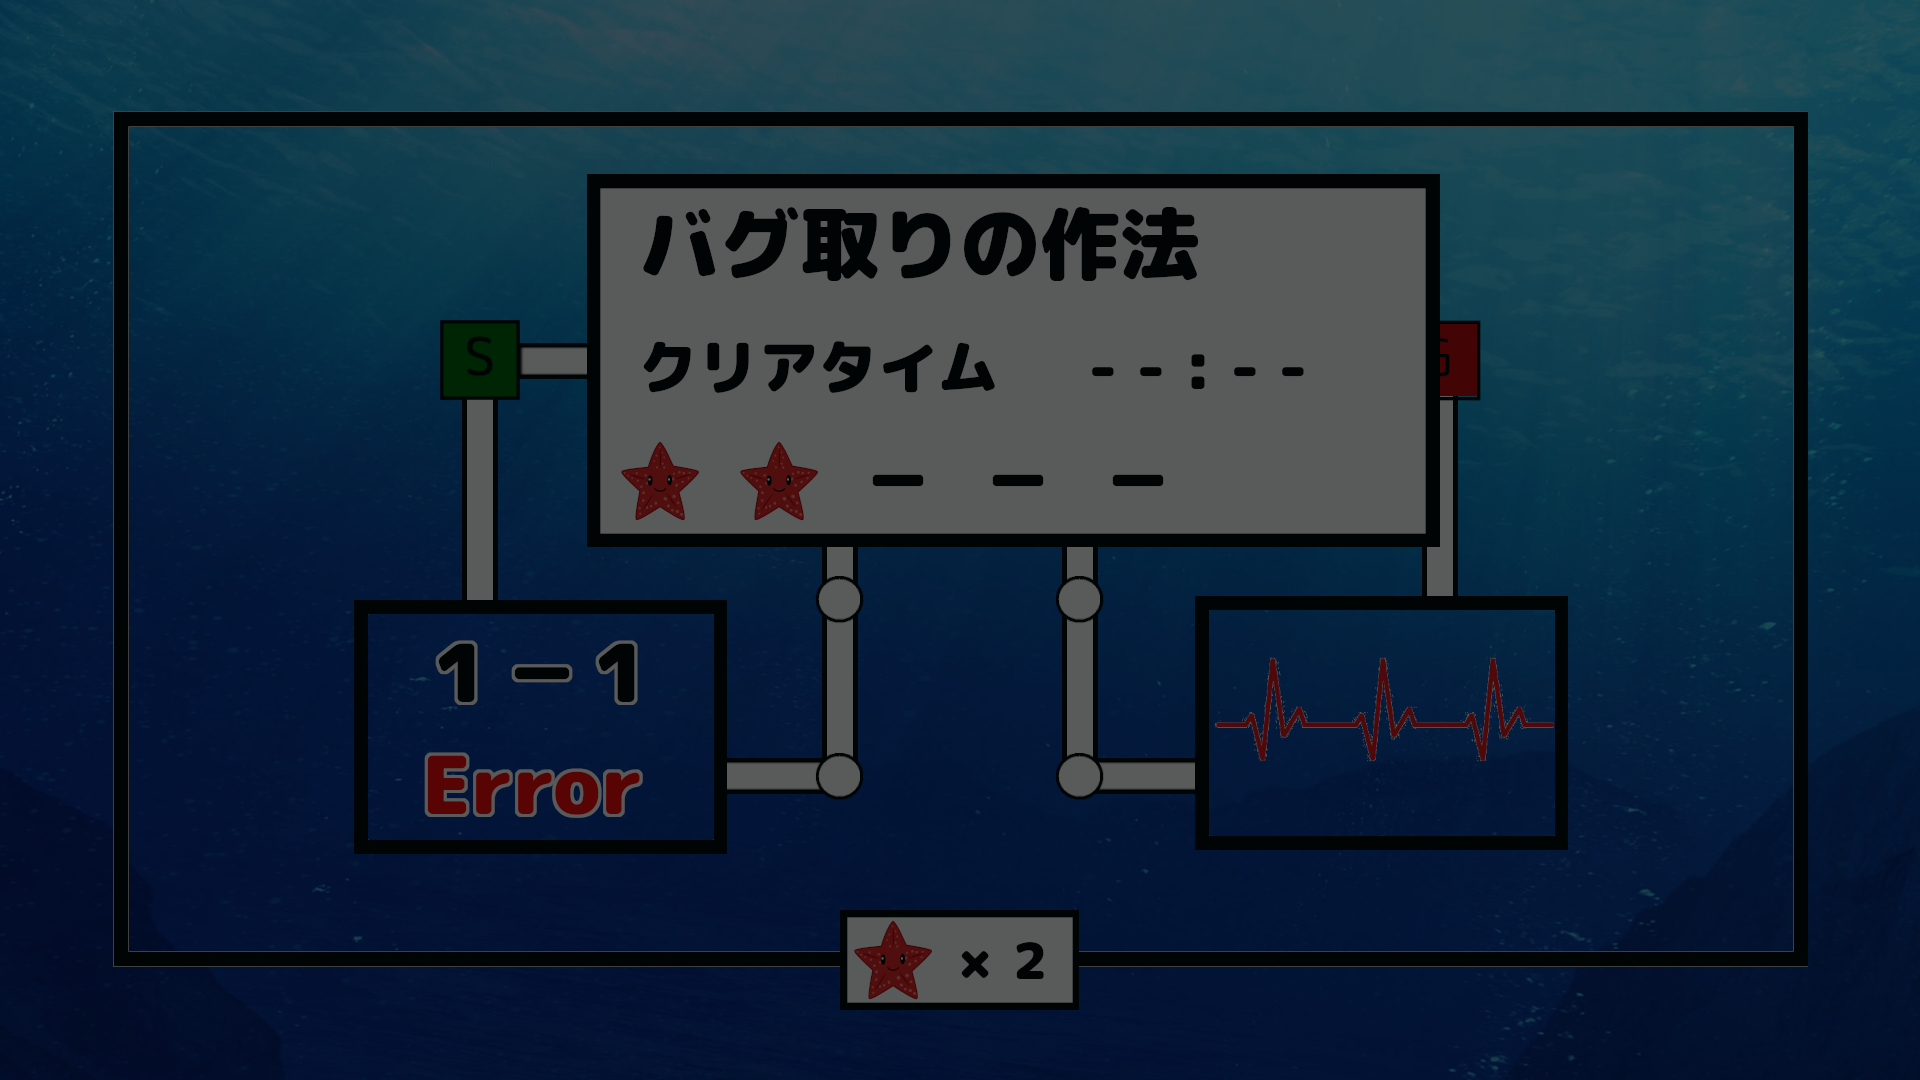 バグ取りの作法
S
G
クリアタイム --:--
— — —
1-1
Error
× 2